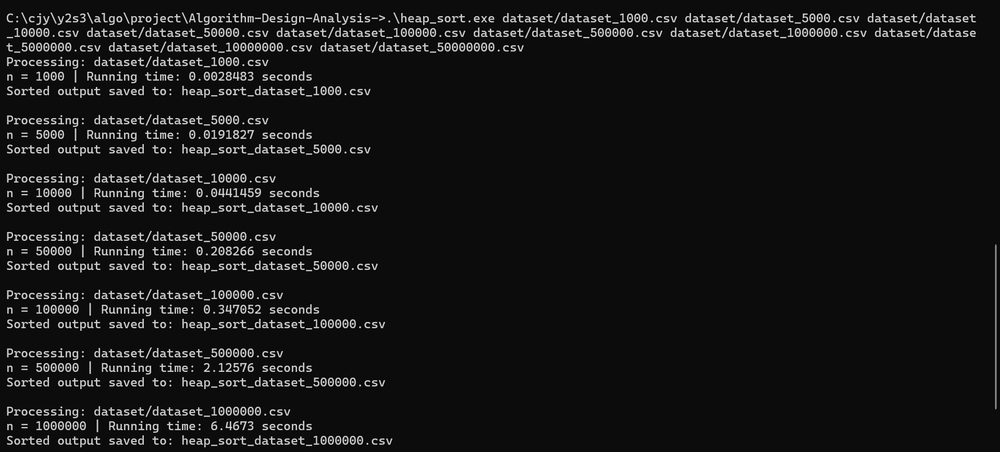 C:\cjy\y2s3\algo\project\Algorithm-Design-Analysis->.\heap_sort.exe dataset/dataset_1000.csv dataset/dataset_5000.csv dataset/dataset
_10000.csv dataset/dataset_50000.csv dataset/dataset_100000.csv dataset/dataset_500000.csv dataset/dataset_1000000.csv dataset/datase
t_5000000.csv dataset/dataset_10000000.csv dataset/dataset_50000000.csv
Processing: dataset/dataset_1000.csv
n = 1000 | Running time: 0.0028483 seconds
Sorted output saved to: heap_sort_dataset_1000.csv

Processing: dataset/dataset_5000.csv
n = 5000 | Running time: 0.0191827 seconds
Sorted output saved to: heap_sort_dataset_5000.csv

Processing: dataset/dataset_10000.csv
n = 10000 | Running time: 0.0441459 seconds
Sorted output saved to: heap_sort_dataset_10000.csv

Processing: dataset/dataset_50000.csv
n = 50000 | Running time: 0.208266 seconds
Sorted output saved to: heap_sort_dataset_50000.csv

Processing: dataset/dataset_100000.csv
n = 100000 | Running time: 0.347052 seconds
Sorted output saved to: heap_sort_dataset_100000.csv

Processing: dataset/dataset_500000.csv
n = 500000 | Running time: 2.12576 seconds
Sorted output saved to: heap_sort_dataset_500000.csv

Processing: dataset/dataset_1000000.csv
n = 1000000 | Running time: 6.4673 seconds
Sorted output saved to: heap_sort_dataset_1000000.csv